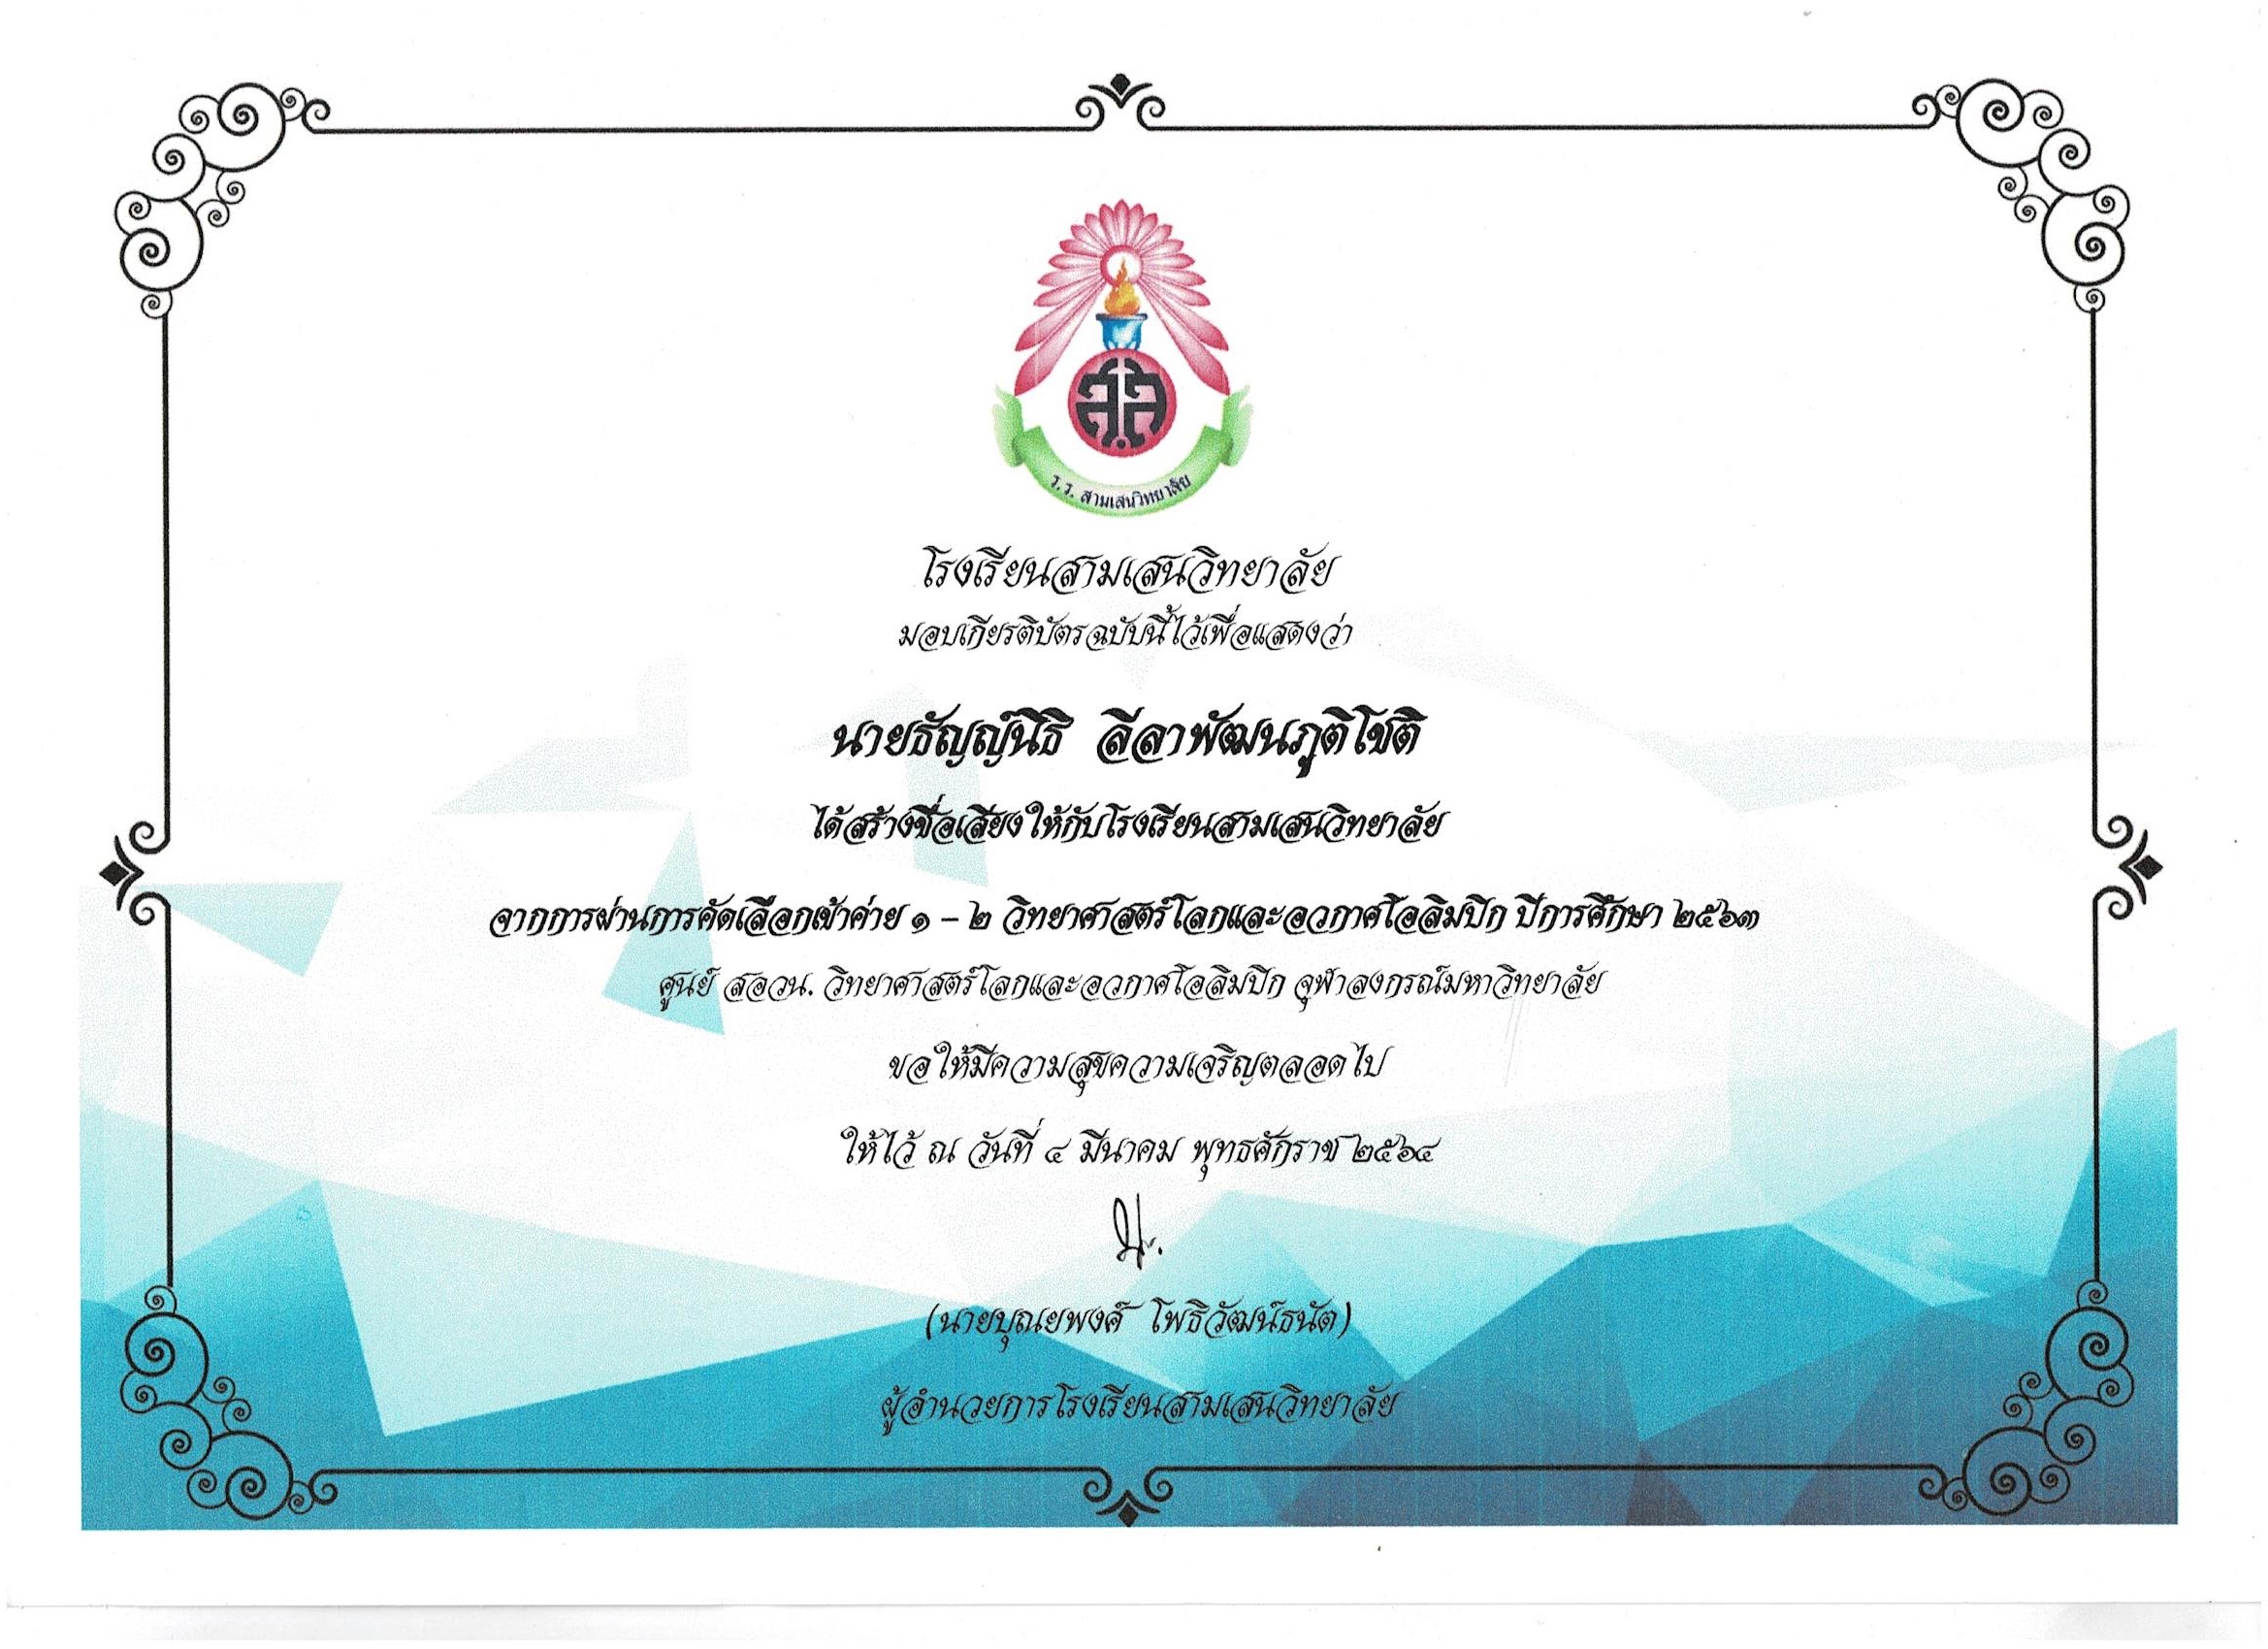 ร.ร. สามเสนวิทยาลัย
โรงเรียนสามเสนวิทยาลัย
มอบเกียรติบัตรฉบับนี้ไว้เพื่อแสดงว่า
นายธัญญ์นิธิ ลีลาพัฒนภูติโชติ
ได้สร้างชื่อเสียงให้กับโรงเรียนสามเสนวิทยาลัย
จากการผ่านการคัดเลือกเข้าค่าย ๑ – ๒ วิทยาศาสตร์โลกและอวกาศโอลิมปิก ปีการศึกษา ๒๕๖๓
ศูนย์ สอวน. วิทยาศาสตร์โลกและอวกาศโอลิมปิก จุฬาลงกรณ์มหาวิทยาลัย
ขอให้มีความสุขความเจริญตลอดไป
ให้ไว้ ณ วันที่ ๔ มีนาคม พุทธศักราช ๒๕๖๔
(นายบุณยพงศ์ โพธิวัฒน์ธนัต)
ผู้อำนวยการโรงเรียนสามเสนวิทยาลัย